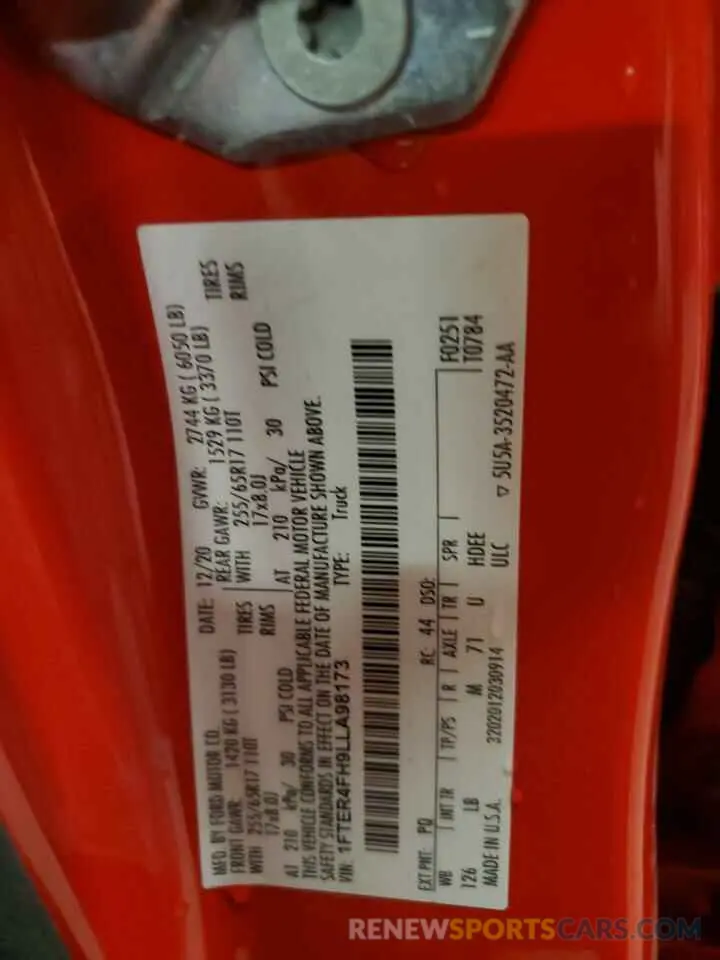 MFD. BY FORD MOTOR CO.
DATE: 12/20 GVWR: 2744 KG ( 6050 LB)
FRONT GAWR: 1420 KG ( 3130 LB)
REAR GAWR: 1529 KG ( 3370 LB)
WITH 255/65R17 110T TIRES
WITH 255/65R17 110T TIRES
17x8.0J RIMS
17x8.0J RIMS
AT 210 kPa/ 30 PSI COLD
AT 210 kPa/ 30 PSI COLD
THIS VEHICLE CONFORMS TO ALL APPLICABLE FEDERAL MOTOR VEHICLE
SAFETY STANDARDS IN EFFECT ON THE DATE OF MANUFACTURE SHOWN ABOVE.
VIN: 1FTER4FH9LLA98173 TYPE: Truck
EXT PNT: PQ RC: 44 DSO: F0251
WB INT TR TP/PS R AXLE TR SPR T0784
126 LB M 71 U HDEE
MADE IN U.S.A. 3202012030914 ULC 5U5A-3520472-AA
RENEWSPORTSCARS.COM